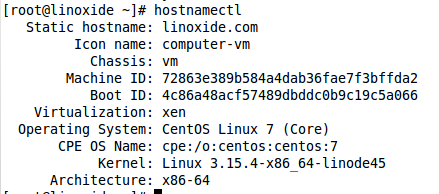 [root@linoxide ~]# hostnamectl
Static hostname: linoxide.com
Icon name: computer-vm
Chassis: vm
Machine ID: 72863e389b584a4dab36fae7f3bffda2
Boot ID: 4c86a48acf57489dbddc0b9c19c5a066
Virtualization: xen
Operating System: CentOS Linux 7 (Core)
CPE OS Name: cpe:/o:centos:centos:7
Kernel: Linux 3.15.4-x86_64-linode45
Architecture: x86-64
[root@linoxide ~]#